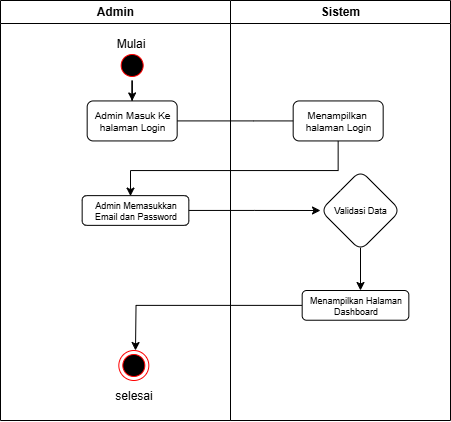 Admin
Sistem
Mulai
Admin Masuk Ke
halaman Login
Menampilkan
halaman Login
Admin Memasukkan
Email dan Password
Validasi Data
Menampilkan Halaman
Dashboard
selesai